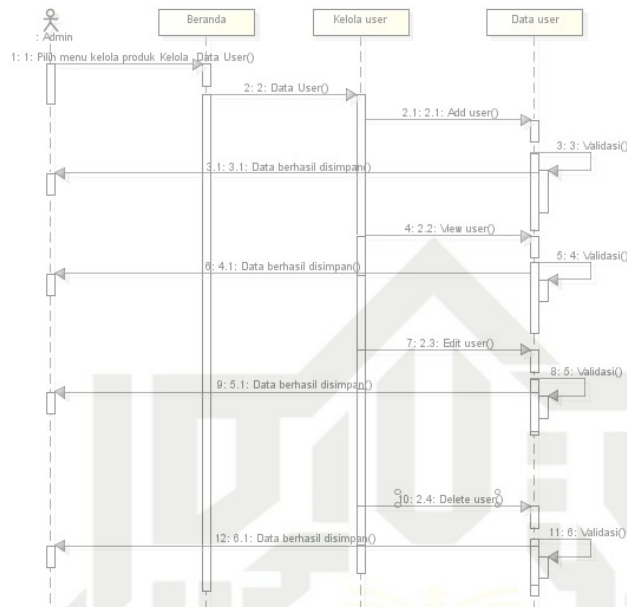 Beranda
Kelola user
Data user
: Admin
1: 1: Pilih menu kelola produk Kelola Data User()
2: 2: Data User()
2.1: 2.1: Add user()
3: 3: Validasi()
3.1: 3.1: Data berhasil disimpan()
4: 2.2: View user()
5: 4: Validasi()
6: 4.1: Data berhasil disimpan()
7: 2.3: Edit user()
8: 5: Validasi()
9: 5.1: Data berhasil disimpan()
10: 2.4: Delete user()
11: 6: Validasi()
12: 6.1: Data berhasil disimpan()